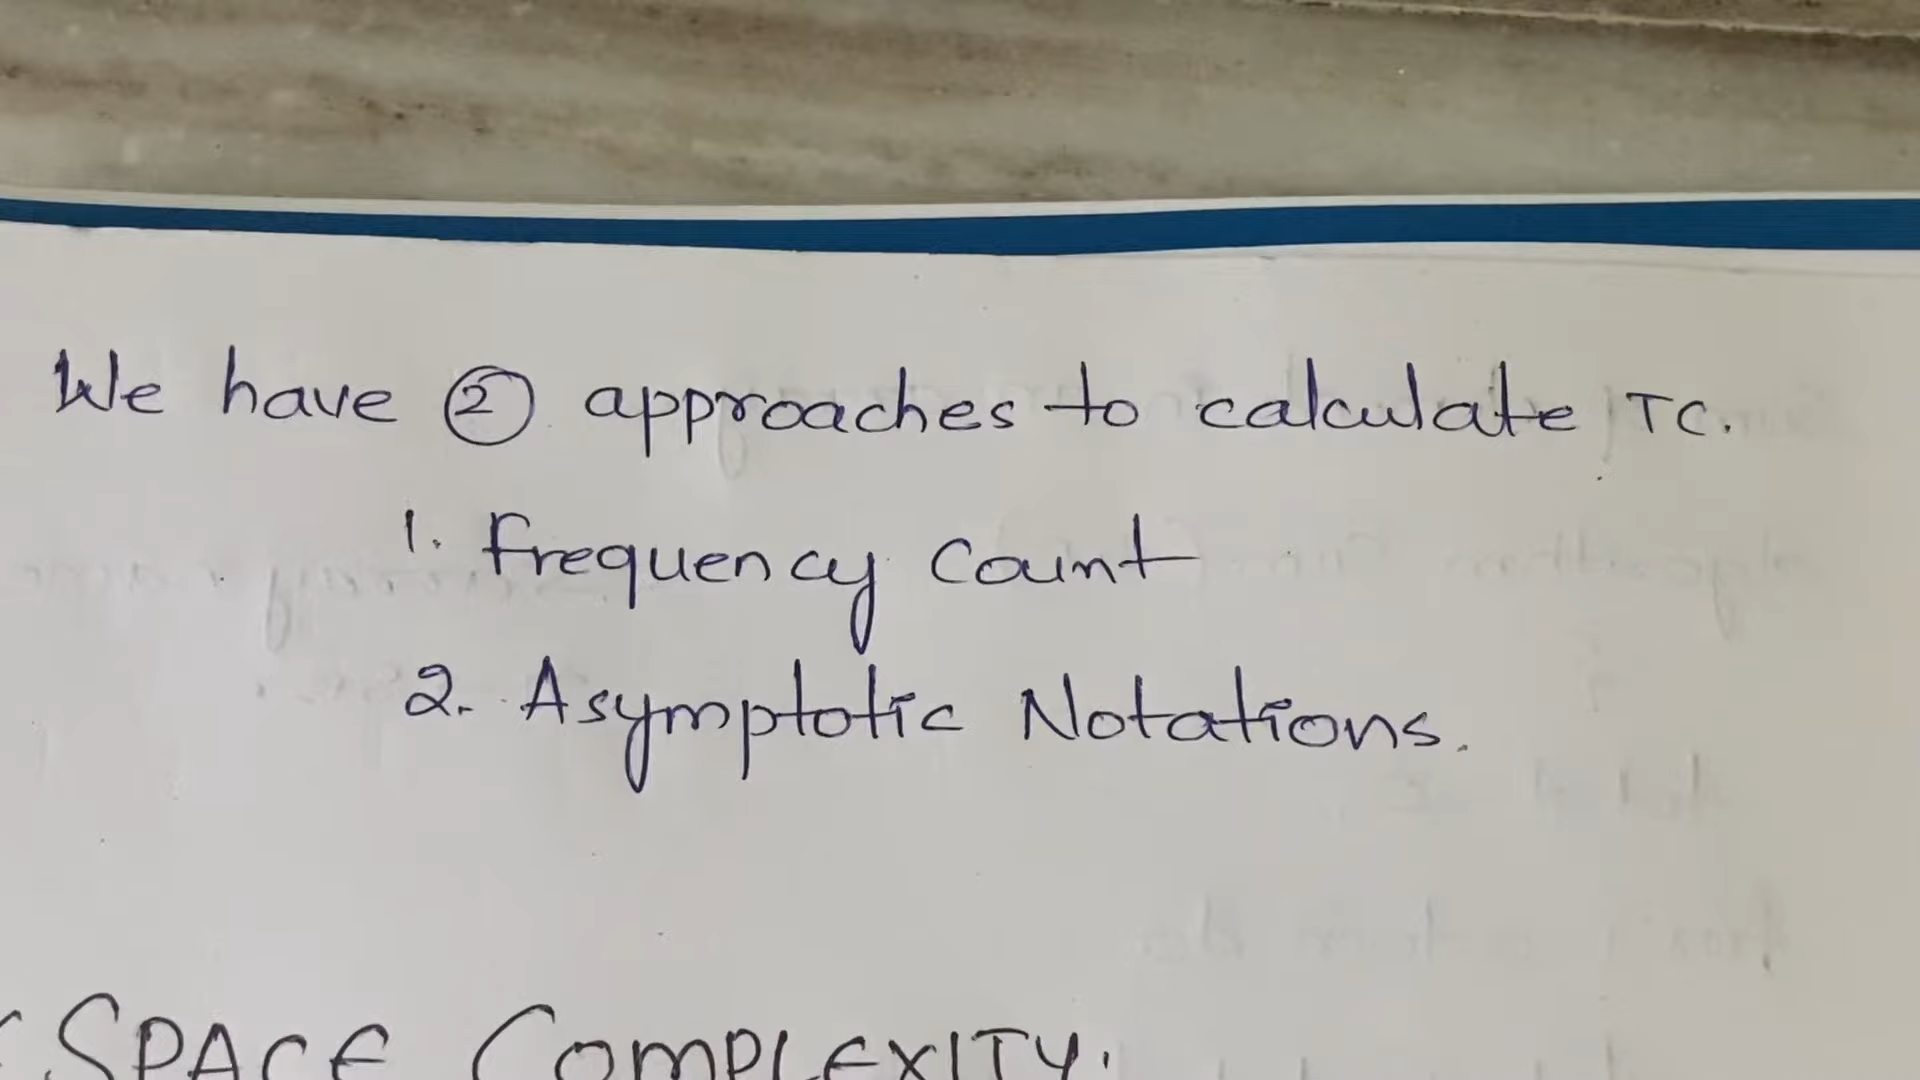 We have ② approaches to calculate TC.
1. Frequency Count
2. Asymptotic Notations.
SPACE COMPLEXITY.